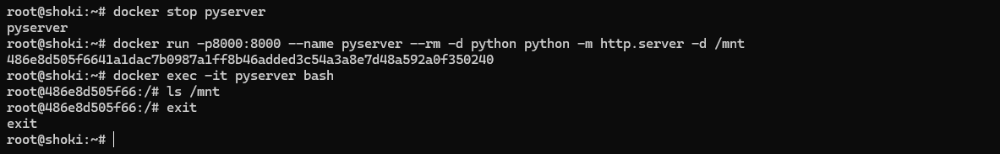 root@shoki:~# docker stop pyserver
pyserver
root@shoki:~# docker run -p8000:8000 --name pyserver --rm -d python python -m http.server -d /mnt
486e8d505f6641a1dac7b0987a1ff8b46added3c54a3a8e7d48a592a0f350240
root@shoki:~# docker exec -it pyserver bash
root@486e8d505f66:/# ls /mnt
root@486e8d505f66:/# exit
exit
root@shoki:~#